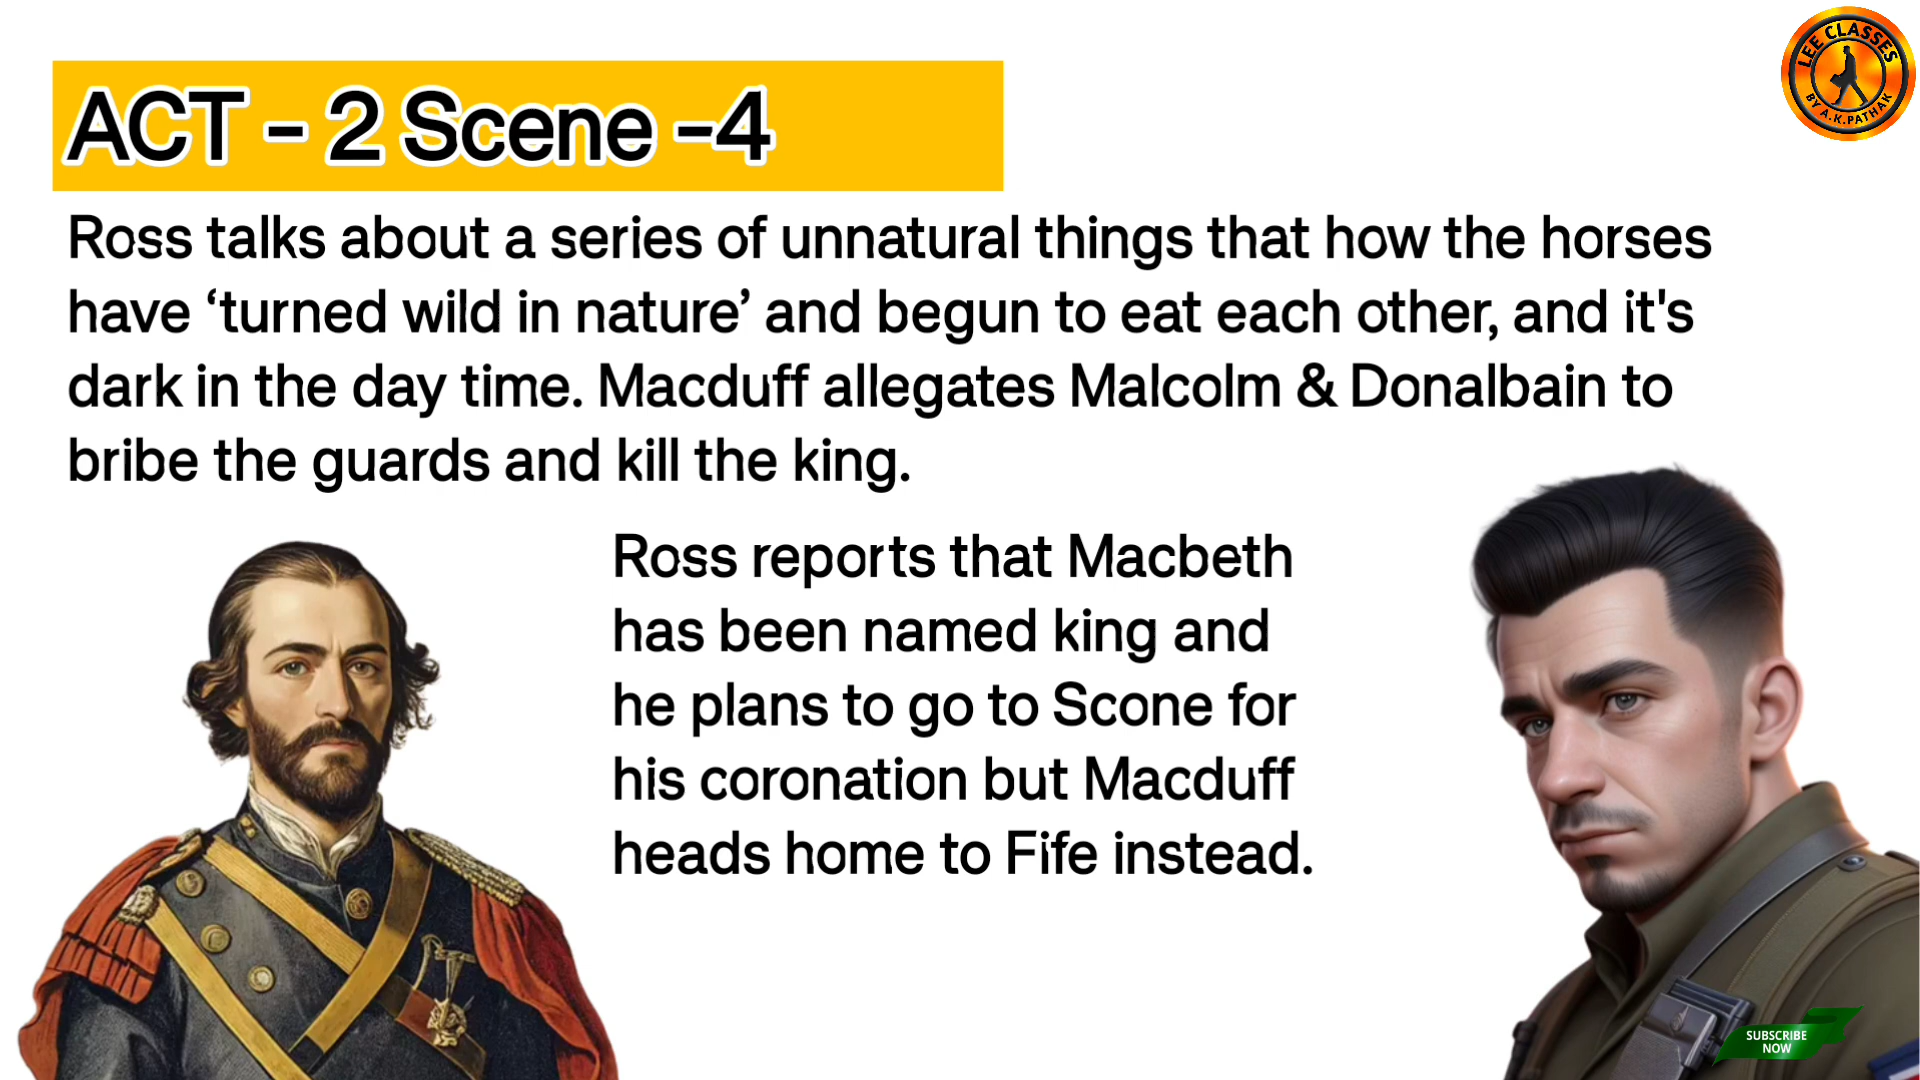 ACT - 2 Scene -4
LEE CLASSES
BY A.K.PATHAK
Ross talks about a series of unnatural things that how the horses
have ‘turned wild in nature’ and begun to eat each other, and it's
dark in the day time. Macduff allegates Malcolm & Donalbain to
bribe the guards and kill the king.
Ross reports that Macbeth
has been named king and
he plans to go to Scone for
his coronation but Macduff
heads home to Fife instead.
SUBSCRIBE
NOW